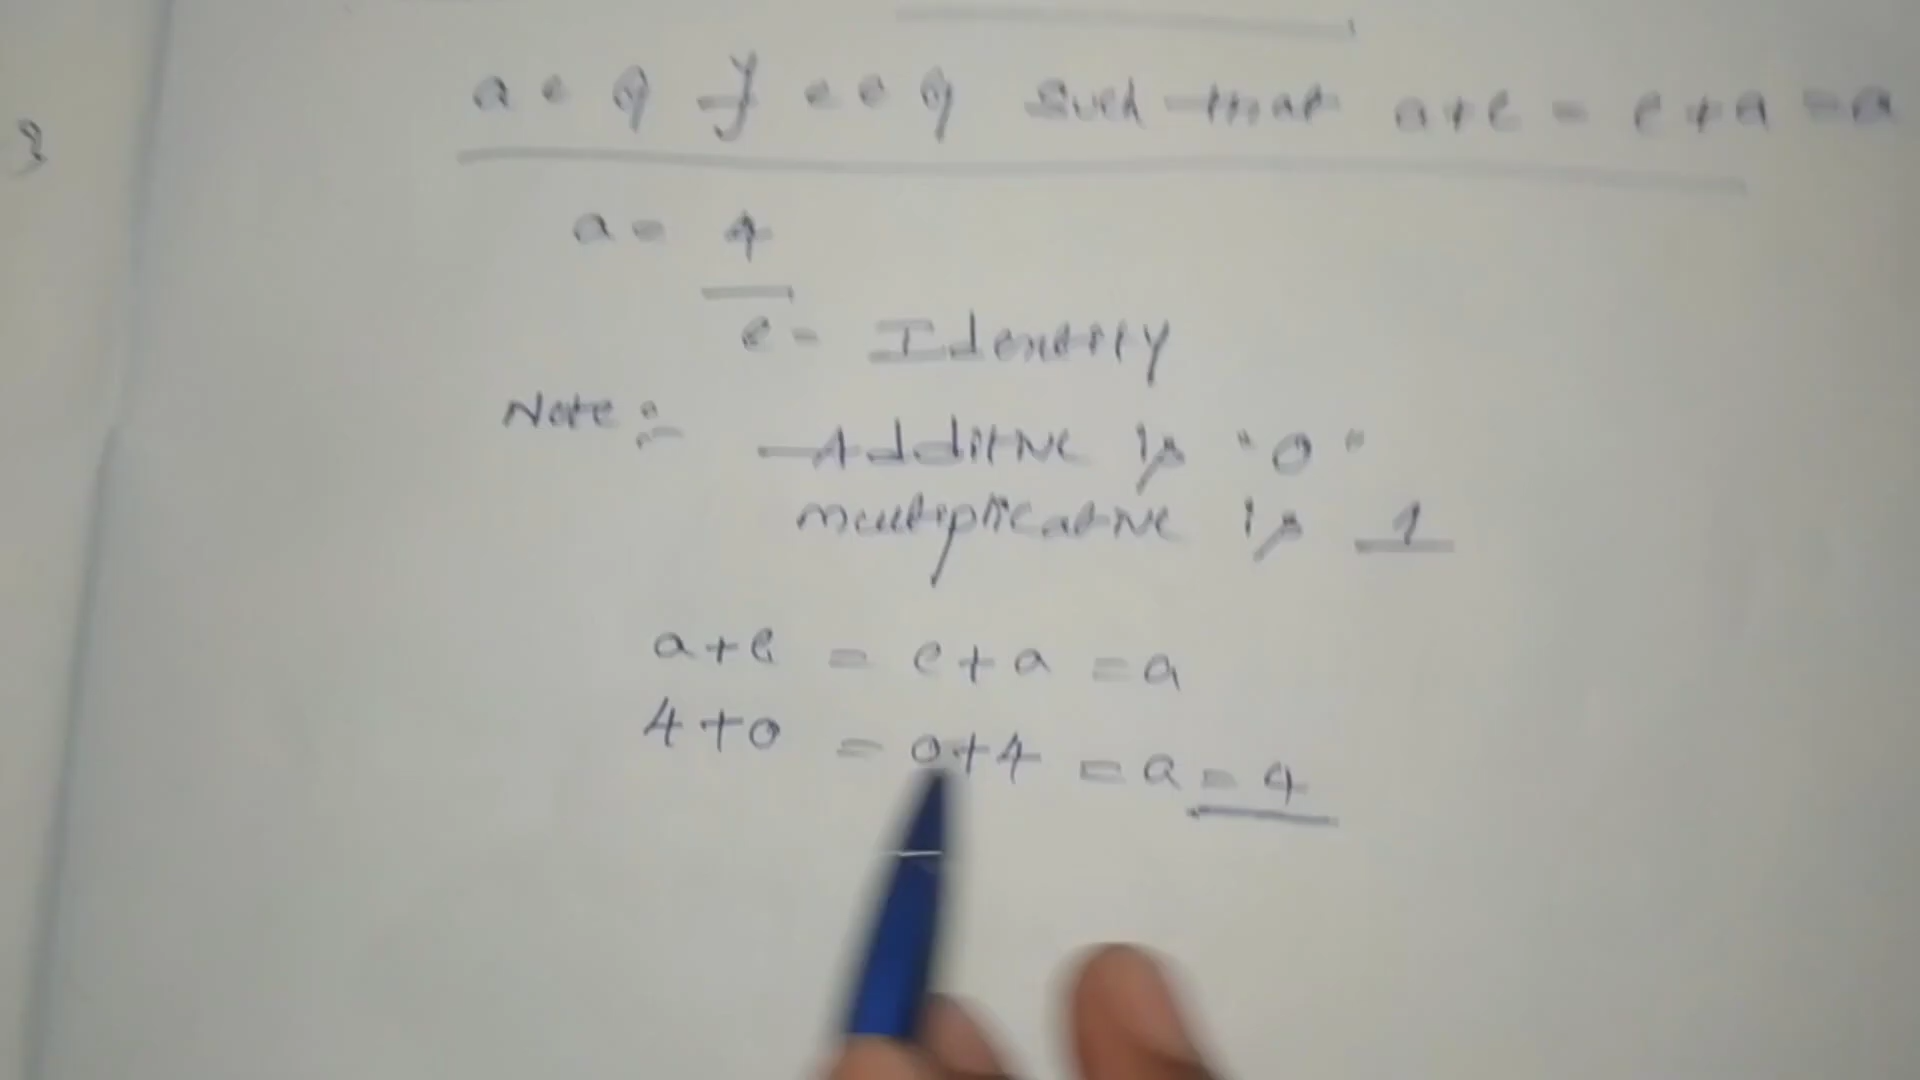 a ∈ G ∃ e ∈ G such that a+e = e+a = a
a = 4
e = Identity
Note :-
Additive is "0"
multiplicative is 1
a+e = e+a = a
4+0 = 0+4 = a = 4